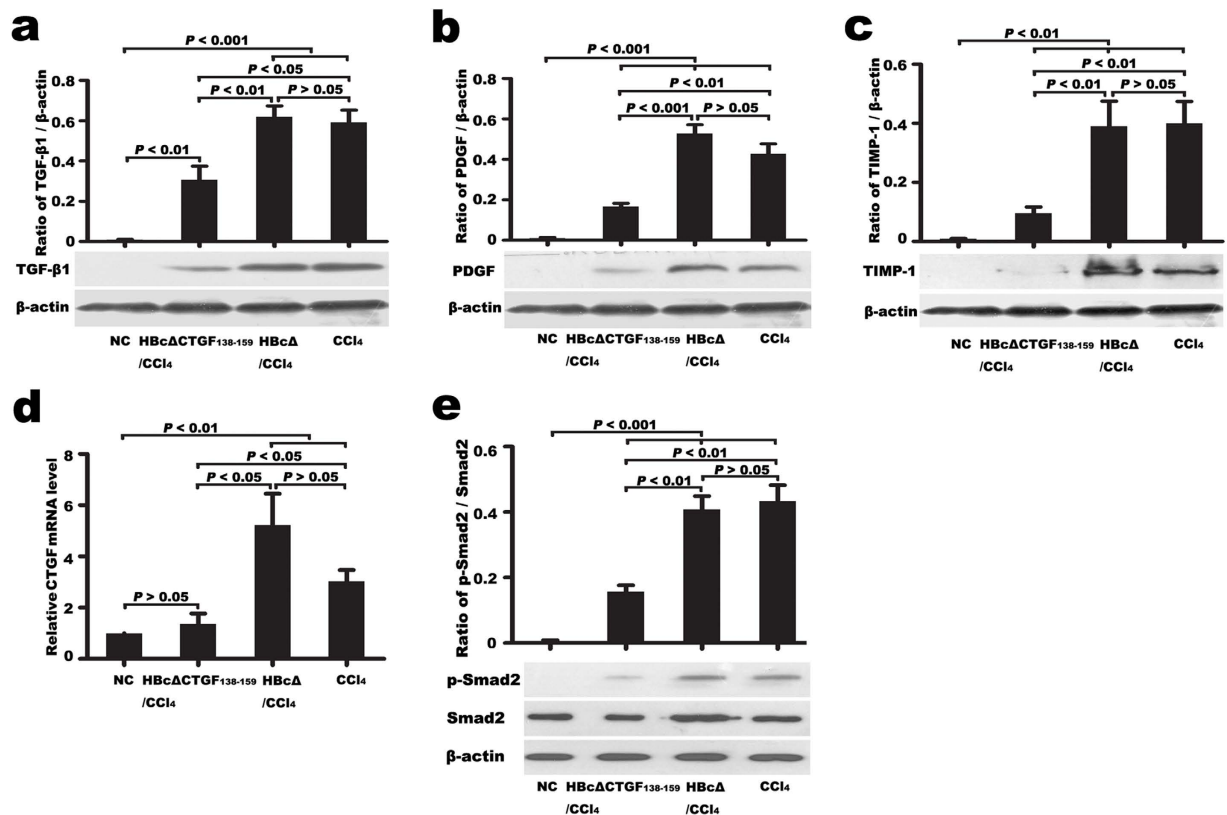 a
P < 0.001
P < 0.05
P < 0.01
P > 0.05
P < 0.01
Ratio of TGF-β1 / β-actin
0.8
0.6
0.4
0.2
0
TGF-β1
β-actin
NC HBcΔCTGF138-159 HBcΔ CCl4
/CCl4 /CCl4
b
P < 0.001
P < 0.01
P < 0.001
P > 0.05
Ratio of PDGF / β-actin
0.8
0.6
0.4
0.2
0
PDGF
β-actin
NC HBcΔCTGF138-159 HBcΔ CCl4
/CCl4 /CCl4
c
P < 0.01
P < 0.01
P < 0.01
P > 0.05
Ratio of TIMP-1 / β-actin
0.6
0.4
0.2
0
TIMP-1
β-actin
NC HBcΔCTGF138-159 HBcΔ CCl4
/CCl4 /CCl4
d
P < 0.01
P < 0.05
P < 0.05
P > 0.05
P > 0.05
Relative CTGF mRNA level
8
6
4
2
0
NC HBcΔCTGF138-159 HBcΔ CCl4
/CCl4 /CCl4
e
P < 0.001
P < 0.01
P < 0.01
P > 0.05
Ratio of p-Smad2 / Smad2
0.6
0.4
0.2
0
p-Smad2
Smad2
β-actin
NC HBcΔCTGF138-159 HBcΔ CCl4
/CCl4 /CCl4